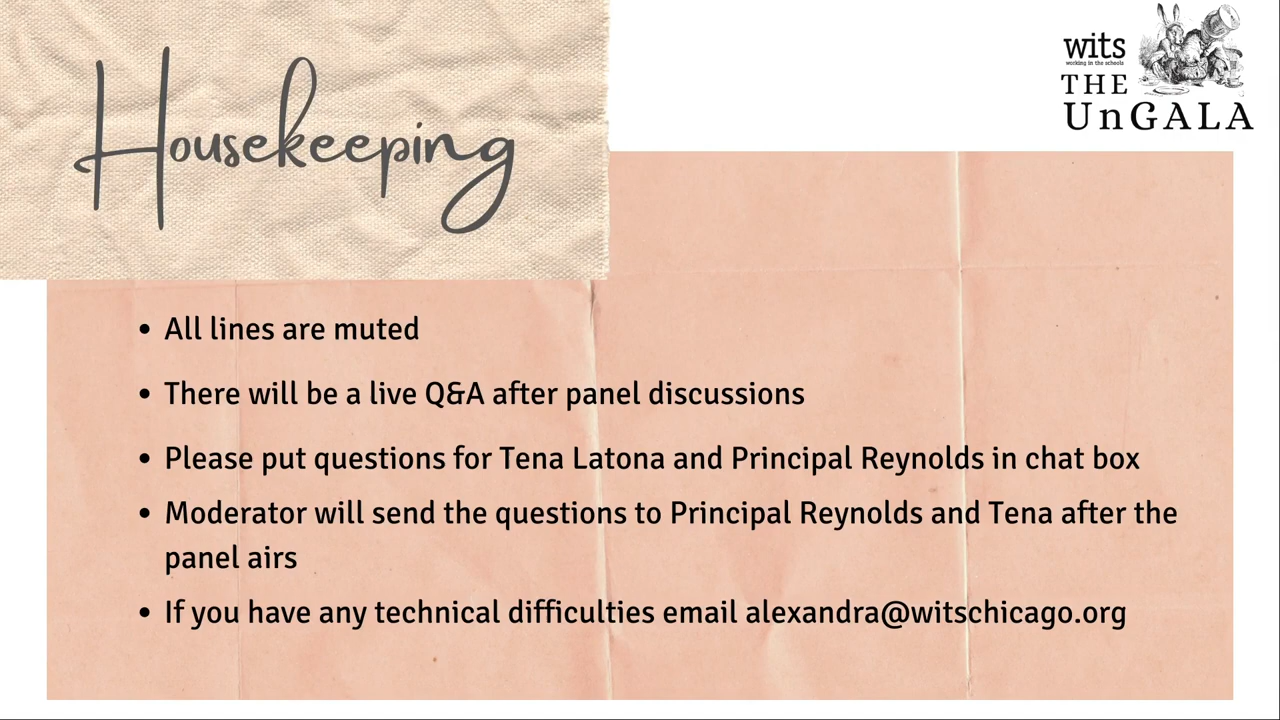 Housekeeping
wits
working in the schools
THE
UnGALA
• All lines are muted
• There will be a live Q&A after panel discussions
• Please put questions for Tena Latona and Principal Reynolds in chat box
• Moderator will send the questions to Principal Reynolds and Tena after the
panel airs
• If you have any technical difficulties email alexandra@witschicago.org